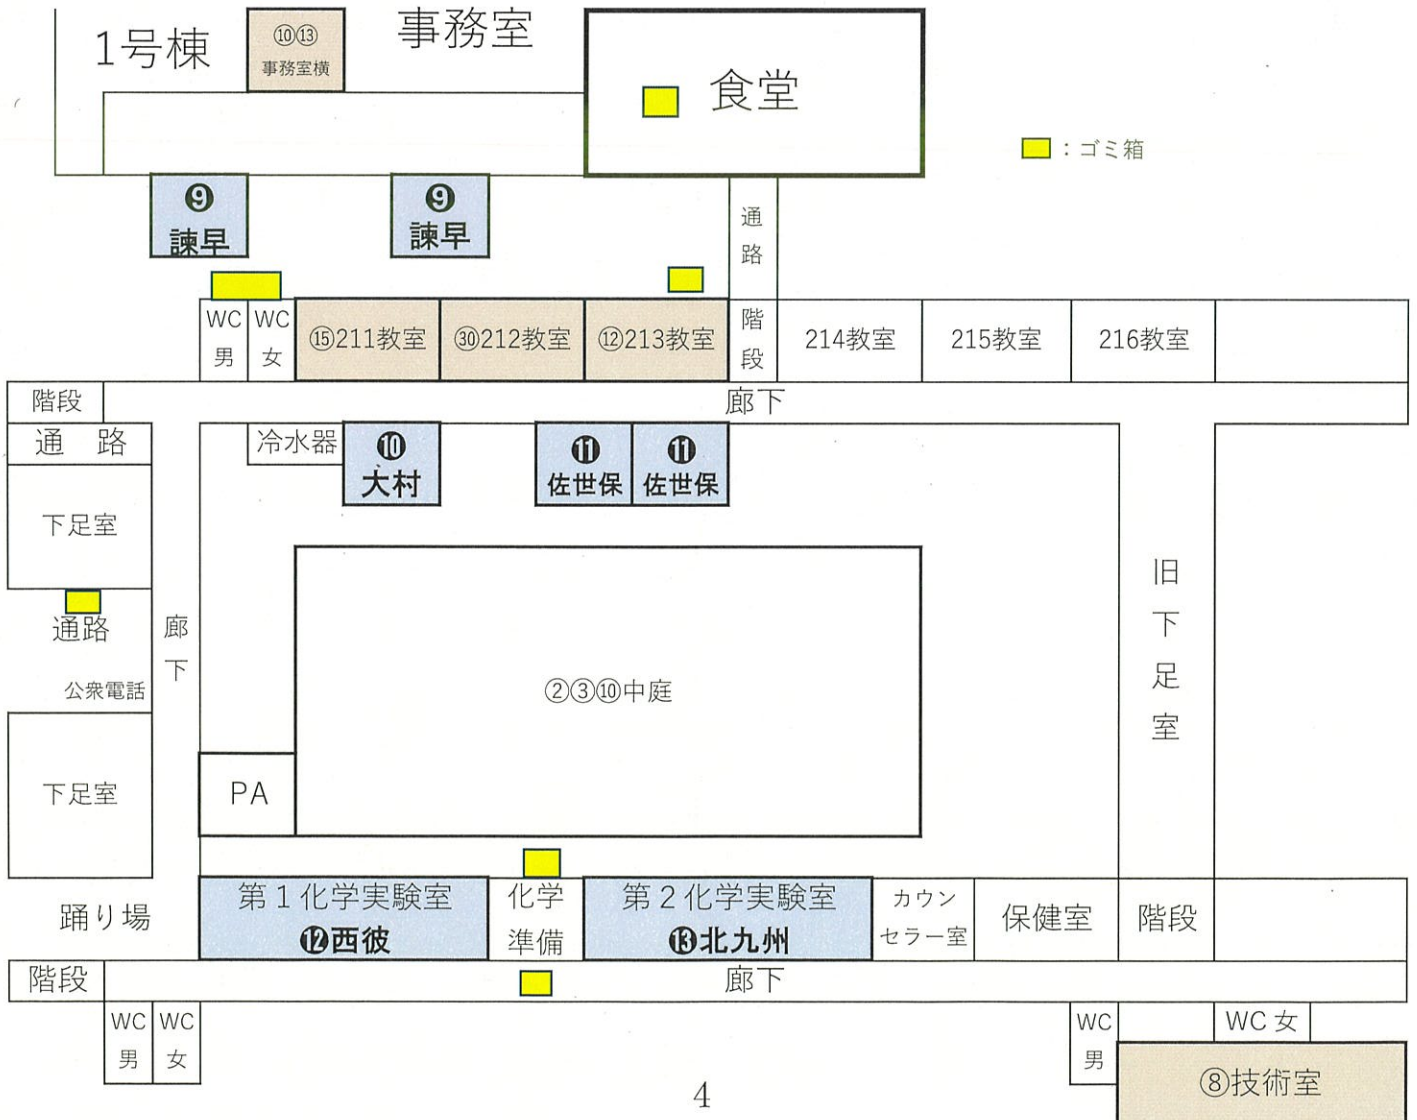 1号棟
⑩⑬
事務室横
事務室
食堂
：ゴミ箱
❾
諫早
❾
諫早
通
路
WC
男
WC
女
⑮211教室
㉚212教室
⑫213教室
階
段
214教室
215教室
216教室
階段
廊下
通 路
冷水器
❿
大村
⓫
佐世保
⓫
佐世保
下足室
通路
廊
下
公衆電話
旧
下
足
室
②③⑩中庭
下足室
PA
踊り場
第1化学実験室
⓬西彼
化学
準備
第2化学実験室
⓭北九州
カウン
セラー室
保健室
階段
階段
廊下
WC
男
WC
女
WC
男
WC 女
⑧技術室
4